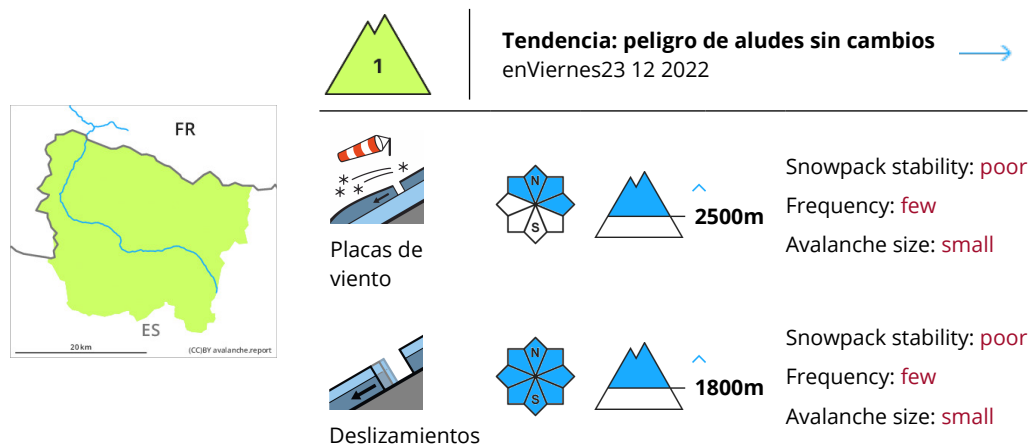 1
Tendencia: peligro de aludes sin cambios
enViernes23 12 2022
FR
ES
20 km
(CC)BY avalanche.report
N
S
2500m
Placas de
viento
Snowpack stability: poor
Frequency: few
Avalanche size: small
N
S
1800m
Deslizamientos
Snowpack stability: poor
Frequency: few
Avalanche size: small